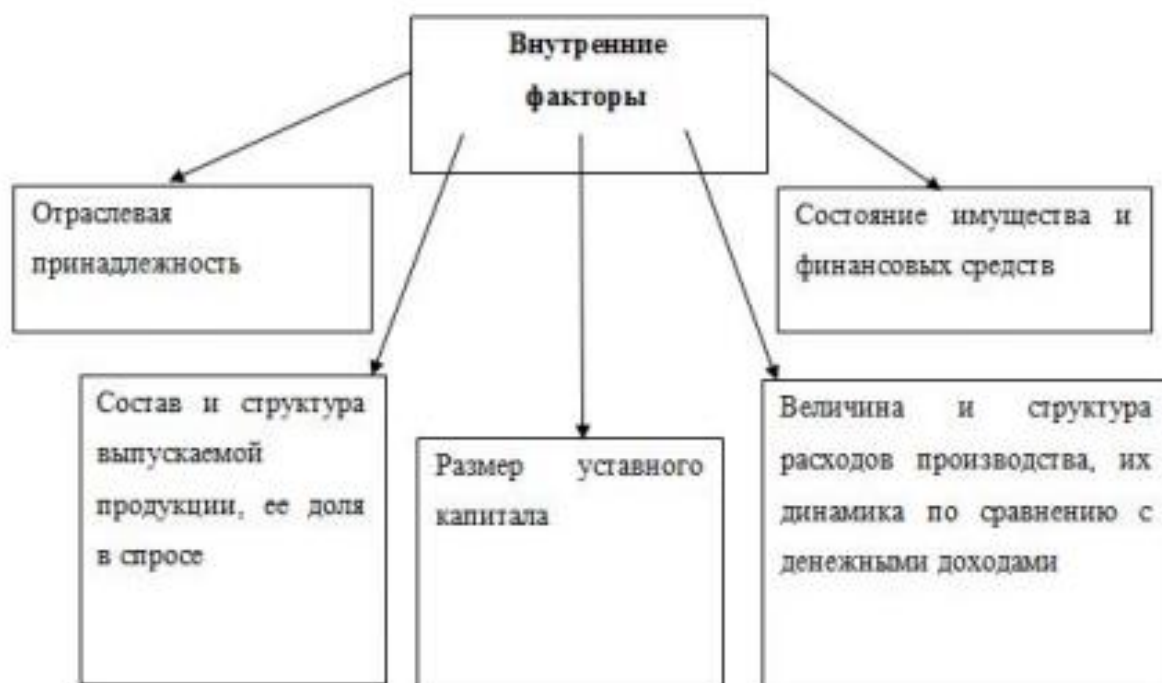 Внутренние
факторы
Отраслевая
принадлежность
Состояние имущества и
финансовых средств
Состав и структура
выпускаемой
продукции, ее доля
в спросе
Размер уставного
капитала
Величина и структура
расходов производства, их
динамика по сравнению с
денежными доходами